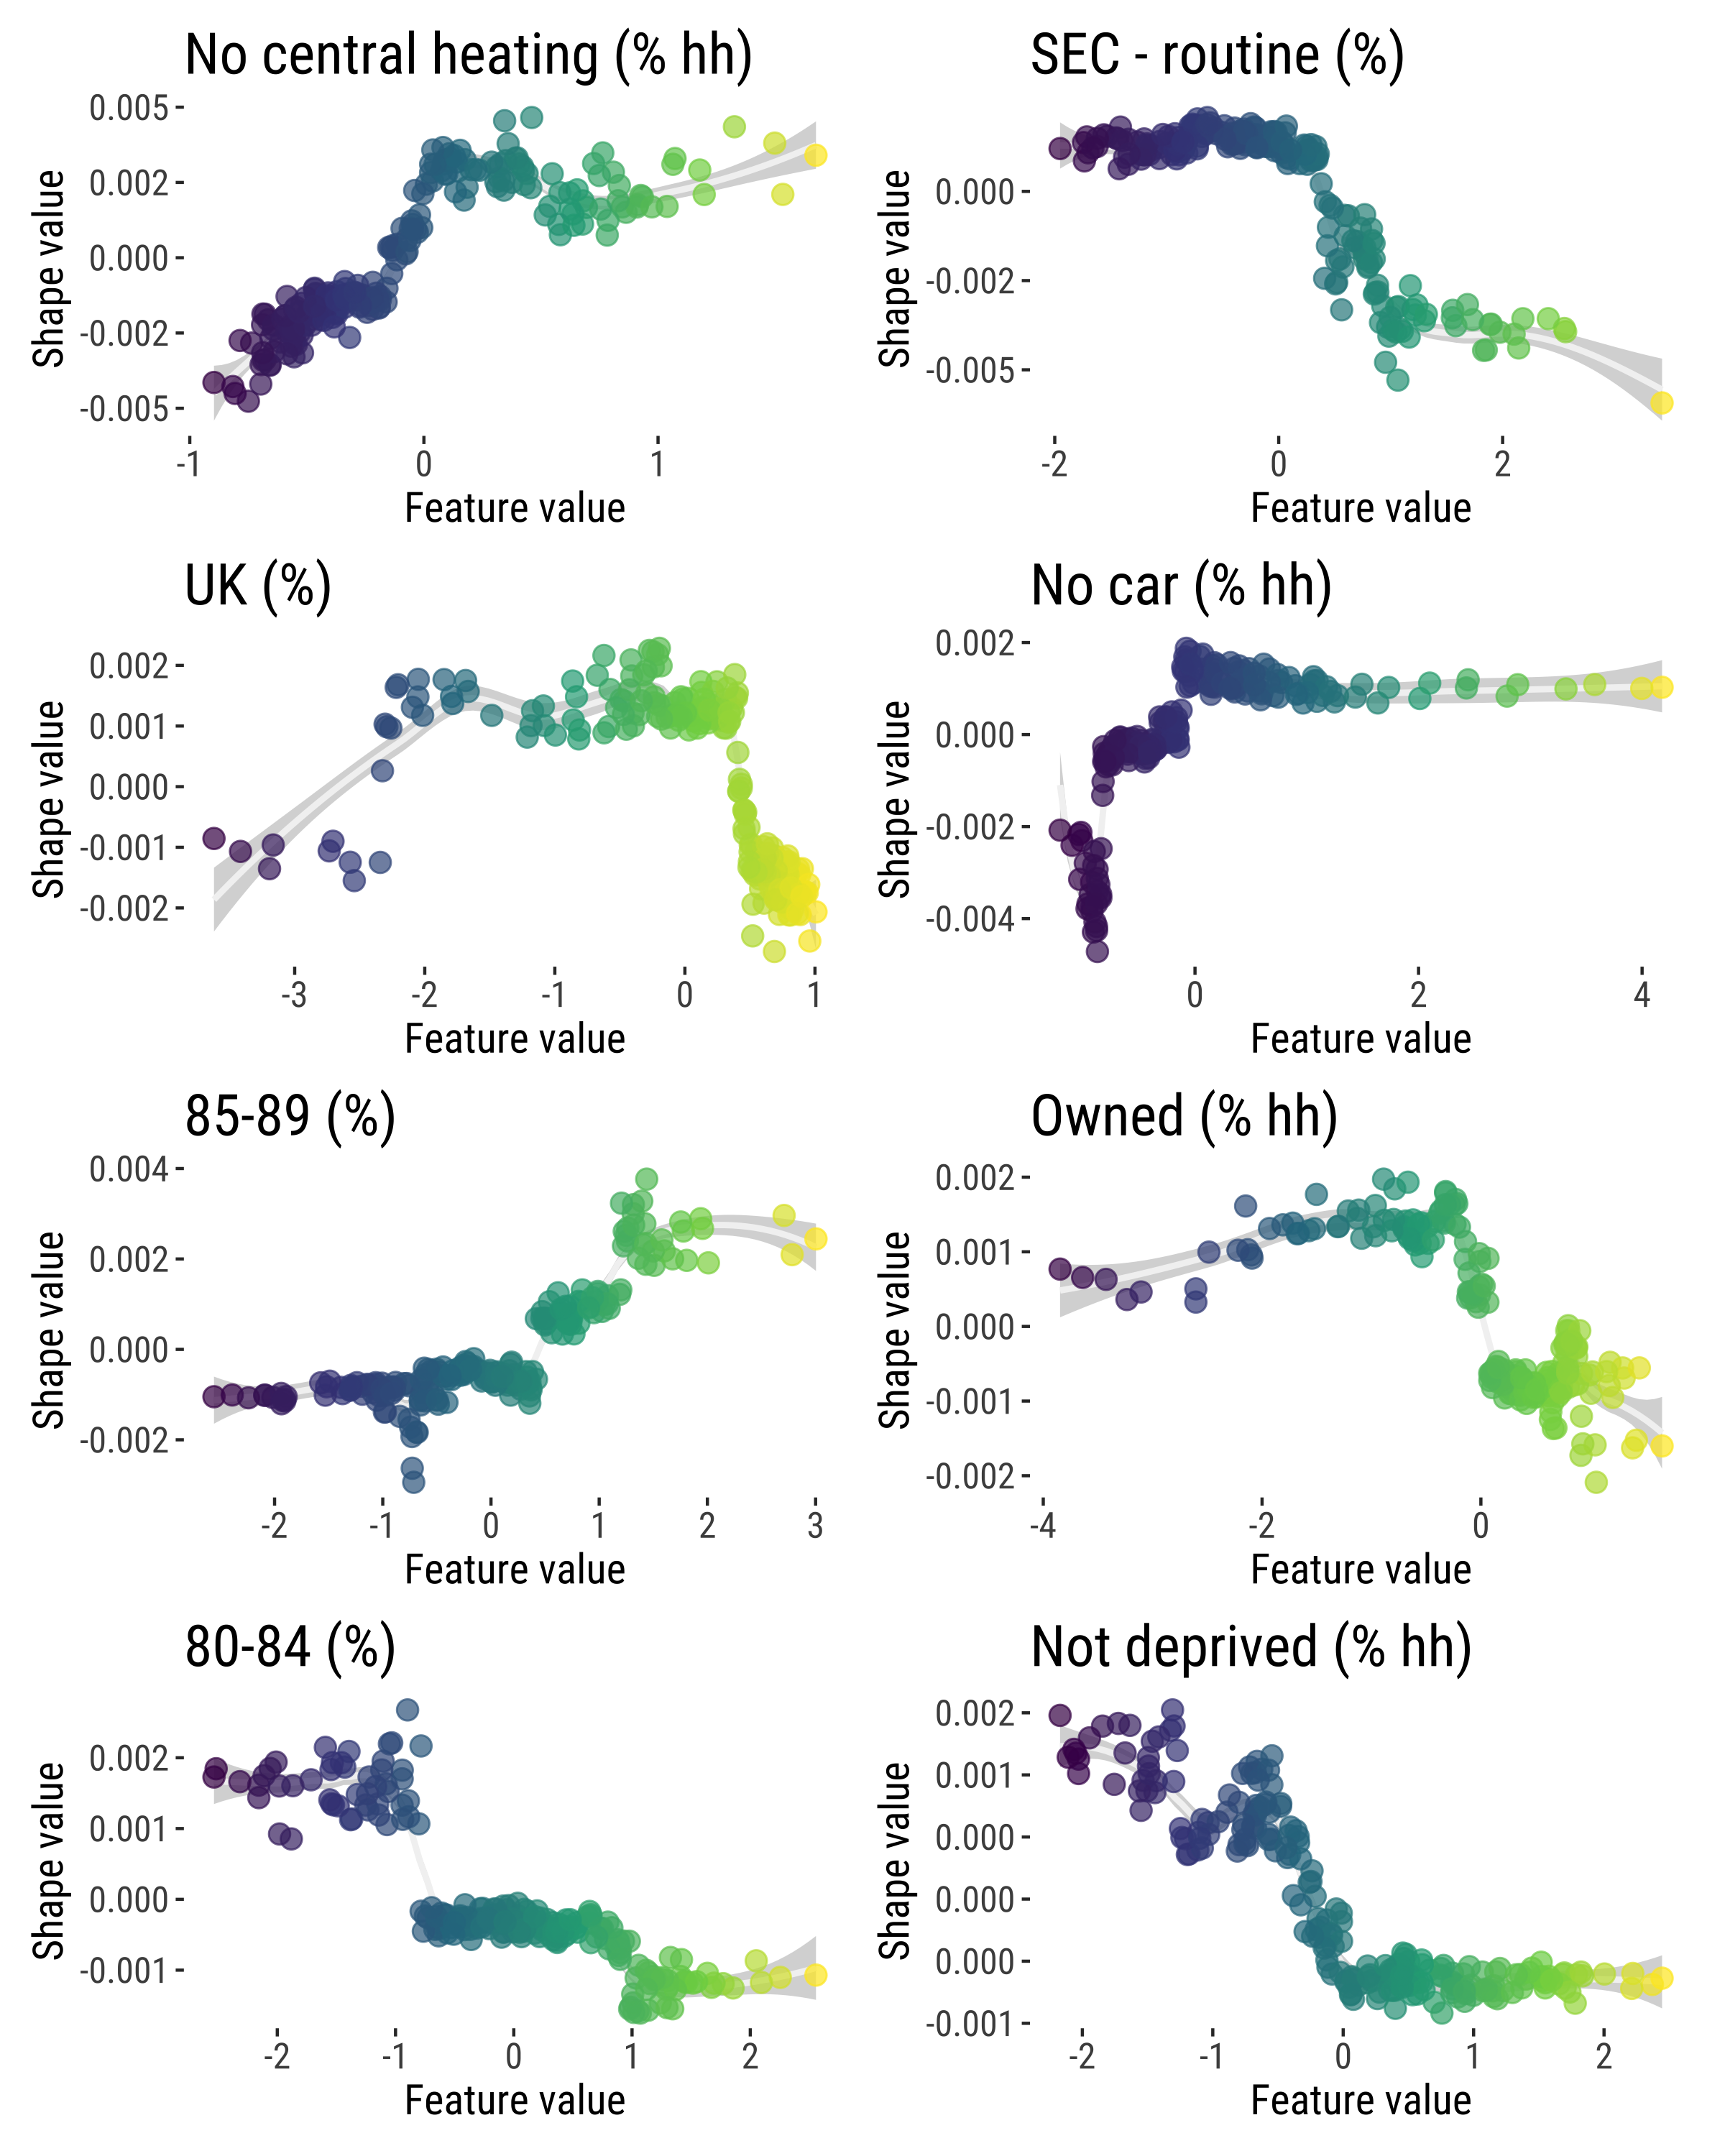 No central heating (% hh)
Shape value
0.005
0.002
0.000
-0.002
-0.005
-1 0 1
Feature value
SEC - routine (%)
Shape value
0.000
-0.002
-0.005
-2 0 2
Feature value
UK (%)
Shape value
0.002
0.001
0.000
-0.001
-0.002
-3 -2 -1 0 1
Feature value
No car (% hh)
Shape value
0.002
0.000
-0.002
-0.004
0 2 4
Feature value
85-89 (%)
Shape value
0.004
0.002
0.000
-0.002
-2 -1 0 1 2 3
Feature value
Owned (% hh)
Shape value
0.002
0.001
0.000
-0.001
-0.002
-4 -2 0
Feature value
80-84 (%)
Shape value
0.002
0.001
0.000
-0.001
-2 -1 0 1 2
Feature value
Not deprived (% hh)
Shape value
0.002
0.001
0.000
0.000
0.000
-0.001
-2 -1 0 1 2
Feature value